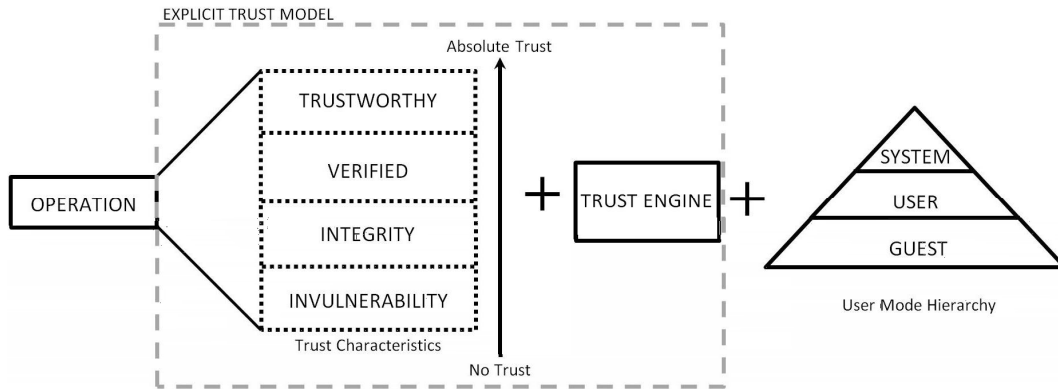 EXPLICIT TRUST MODEL
Absolute Trust
TRUSTWORTHY
VERIFIED
INTEGRITY
INVULNERABILITY
Trust Characteristics
No Trust
OPERATION
TRUST ENGINE
SYSTEM
USER
GUEST
User Mode Hierarchy